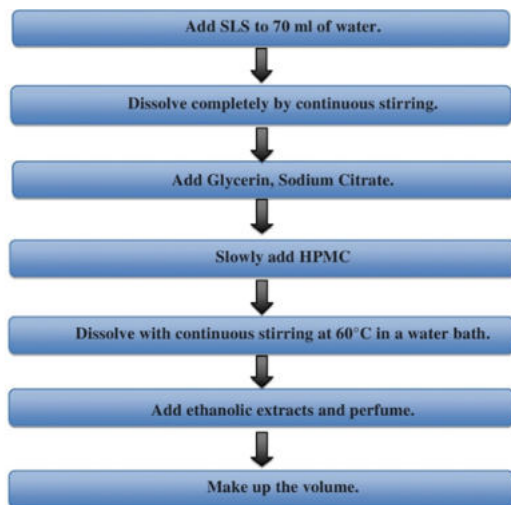 Add SLS to 70 ml of water.
Dissolve completely by continuous stirring.
Add Glycerin, Sodium Citrate.
Slowly add HPMC
Dissolve with continuous stirring at 60°C in a water bath.
Add ethanolic extracts and perfume.
Make up the volume.